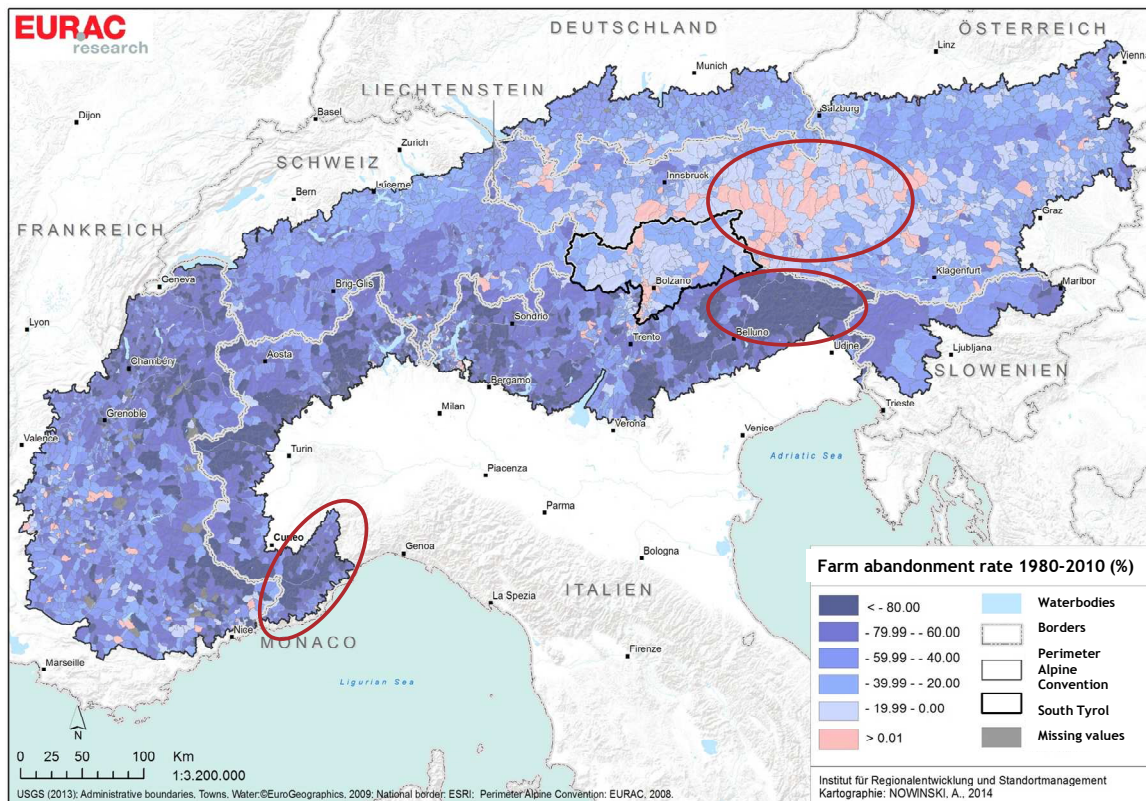 EURAC
research
DEUTSCHLAND
ÖSTERREICH
Linz
Vienna
Munich
LIECHTENSTEIN
Salzburg
Dijon
Basel
Zurich
SCHWEIZ
Innsbruck
Bern
Lucerne
Graz
FRANKREICH
Klagenfurt
Maribor
Geneva
Brig-Glis
Bolzano
Lyon
Sondrio
Trento
Belluno
Udine
Ljubljana
Chambéry
Aosta
SLOWENIEN
Bergamo
Trieste
Grenoble
Milan
Verona
Venice
Valence
Turin
Adriatic Sea
Piacenza
Parma
Cuneo
Genoa
Bologna
ITALIEN
La Spezia
Nice
MONACO
Firenze
Marseille
Ligurian Sea
N
0 25 50 100 Km
1:3.200.000
USGS (2013): Administrative boundaries. Towns. Water:©EuroGeographics, 2009; National border: ESRI; Perimeter Alpine Convention: EURAC, 2008.
Farm abandonment rate 1980-2010 (%)
< - 80.00
- 79.99 - - 60.00
- 59.99 - - 40.00
- 39.99 - - 20.00
- 19.99 - 0.00
> 0.01
Waterbodies
Borders
Perimeter
Alpine
Convention
South Tyrol
Missing values
Institut für Regionalentwicklung und Standortmanagement
Kartographie: NOWINSKI, A., 2014